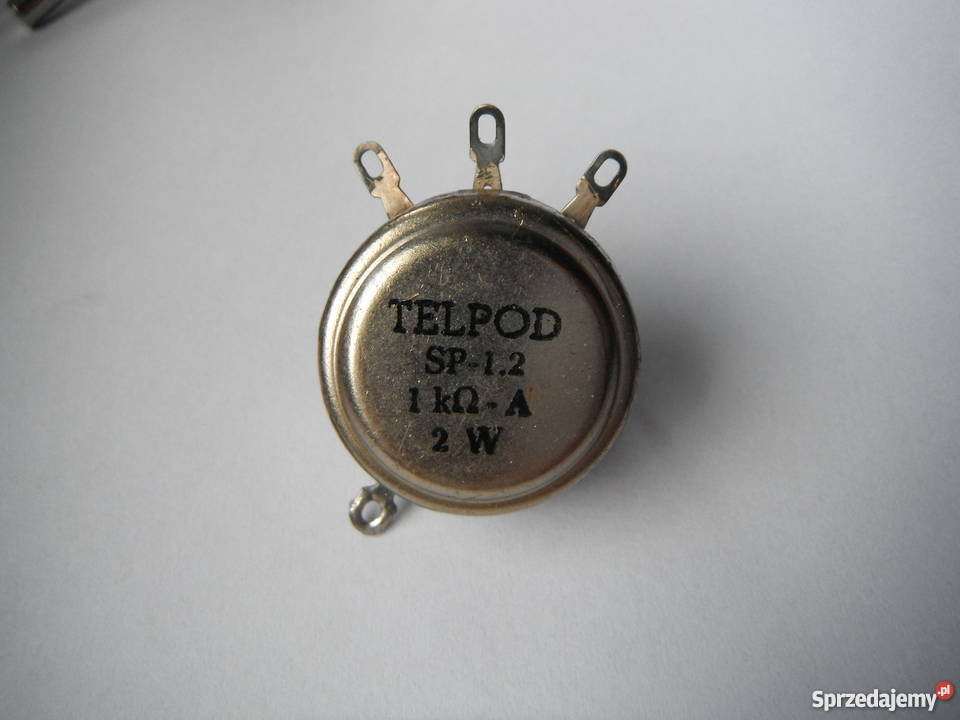 TELPOD
SP-1.2
1 kΩ-A
2 W
Sprzedajemy.pl